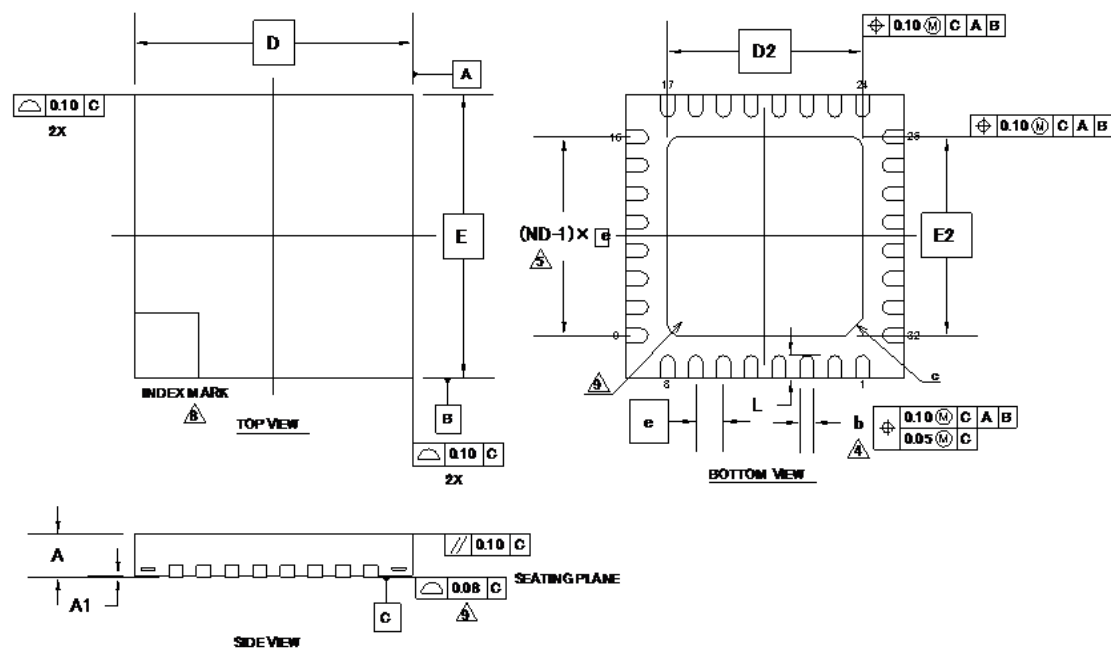 D
A
⌓ 0.10 C
2X
E
INDEX MARK
8
TOP VIEW
B
⌓ 0.10 C
2X
⌖ 0.10 Ⓜ C A B
D2
17
24
⌖ 0.10 Ⓜ C A B
16
(ND-1)× e
5
E2
9
32
9
8
1
c
e
L
b
4
⌖ 0.10 Ⓜ C A B
0.05 Ⓜ C
BOTTOM VIEW
A
// 0.10 C
A1
⌓ 0.08 C
9
SEATING PLANE
C
SIDE VIEW